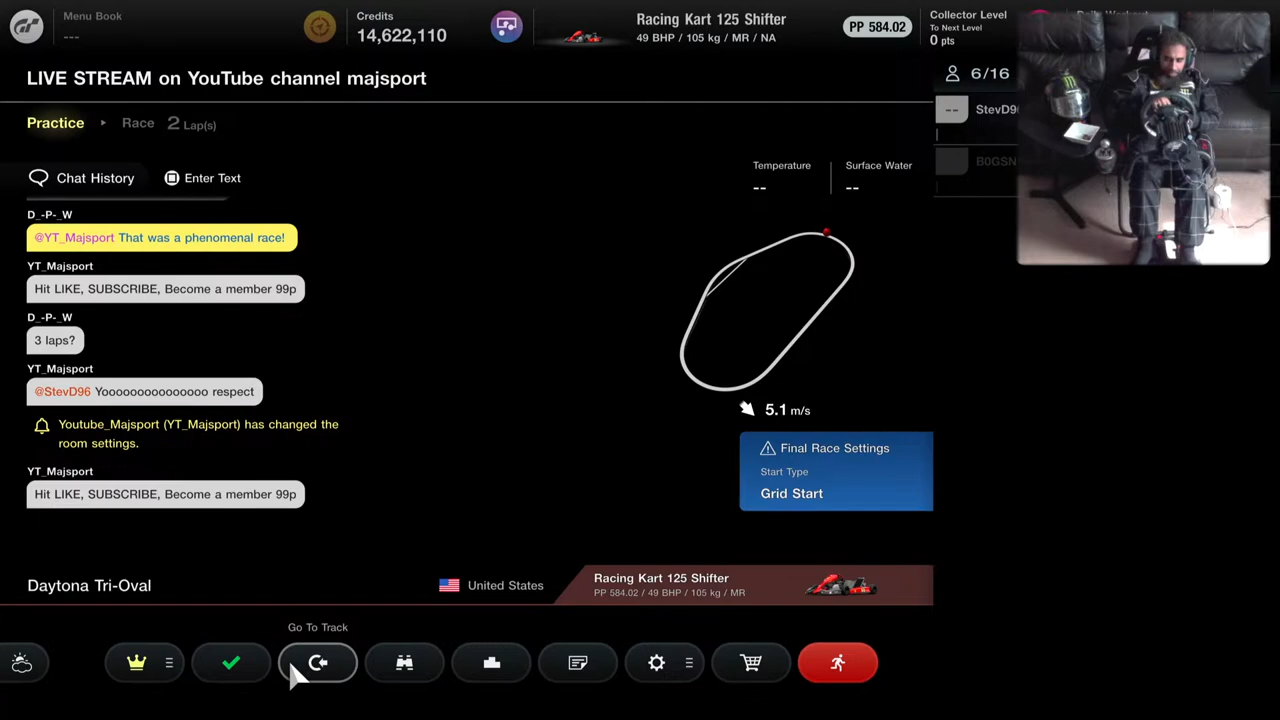 Menu Book
---
Credits
14,622,110
Racing Kart 125 Shifter
49 BHP / 105 kg / MR / NA
PP 584.02
Collector Level
To Next Level
0 pts
LIVE STREAM on YouTube channel majsport
6/16
Practice
Race 2 Lap(s)
-- StevD96
B0GSN
Chat History
Enter Text
Temperature
--
Surface Water
--
D_-P-_W
@YT_Majsport That was a phenomenal race!
YT_Majsport
Hit LIKE, SUBSCRIBE, Become a member 99p
D_-P-_W
3 laps?
YT_Majsport
@StevD96 Yooooooooooooooo respect
Youtube_Majsport (YT_Majsport) has changed the
room settings.
YT_Majsport
Hit LIKE, SUBSCRIBE, Become a member 99p
5.1 m/s
Final Race Settings
Start Type
Grid Start
Daytona Tri-Oval
United States
Racing Kart 125 Shifter
PP 584.02 / 49 BHP / 105 kg / MR
Go To Track